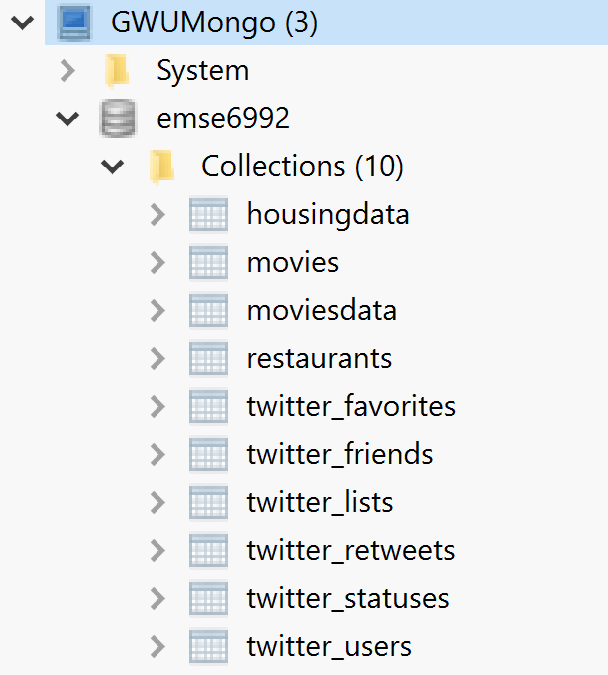 GWUMongo (3)
System
emse6992
Collections (10)
housingdata
movies
moviesdata
restaurants
twitter_favorites
twitter_friends
twitter_lists
twitter_retweets
twitter_statuses
twitter_users